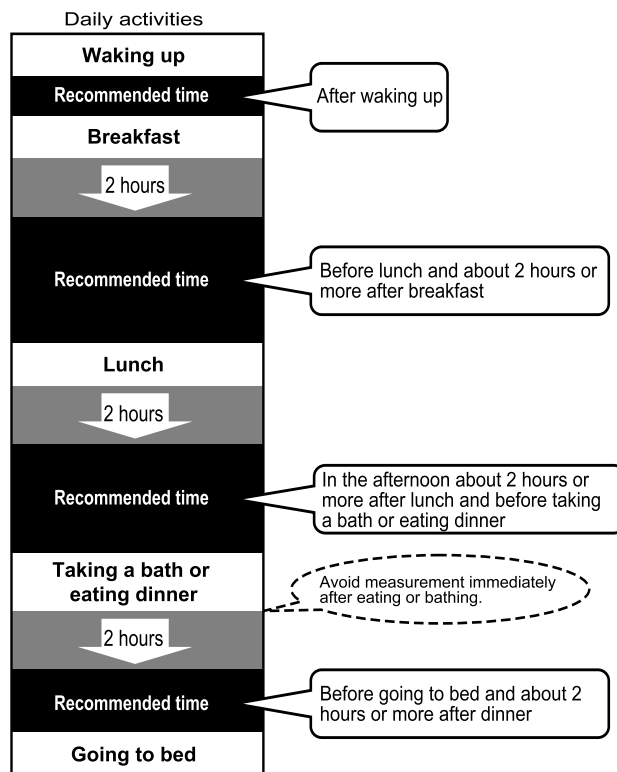 Daily activities
Waking up
Recommended time
After waking up
Breakfast
2 hours
Recommended time
Before lunch and about 2 hours or
more after breakfast
Lunch
2 hours
Recommended time
In the afternoon about 2 hours or
more after lunch and before taking
a bath or eating dinner
Taking a bath or
eating dinner
Avoid measurement immediately
after eating or bathing.
2 hours
Recommended time
Before going to bed and about 2
hours or more after dinner
Going to bed